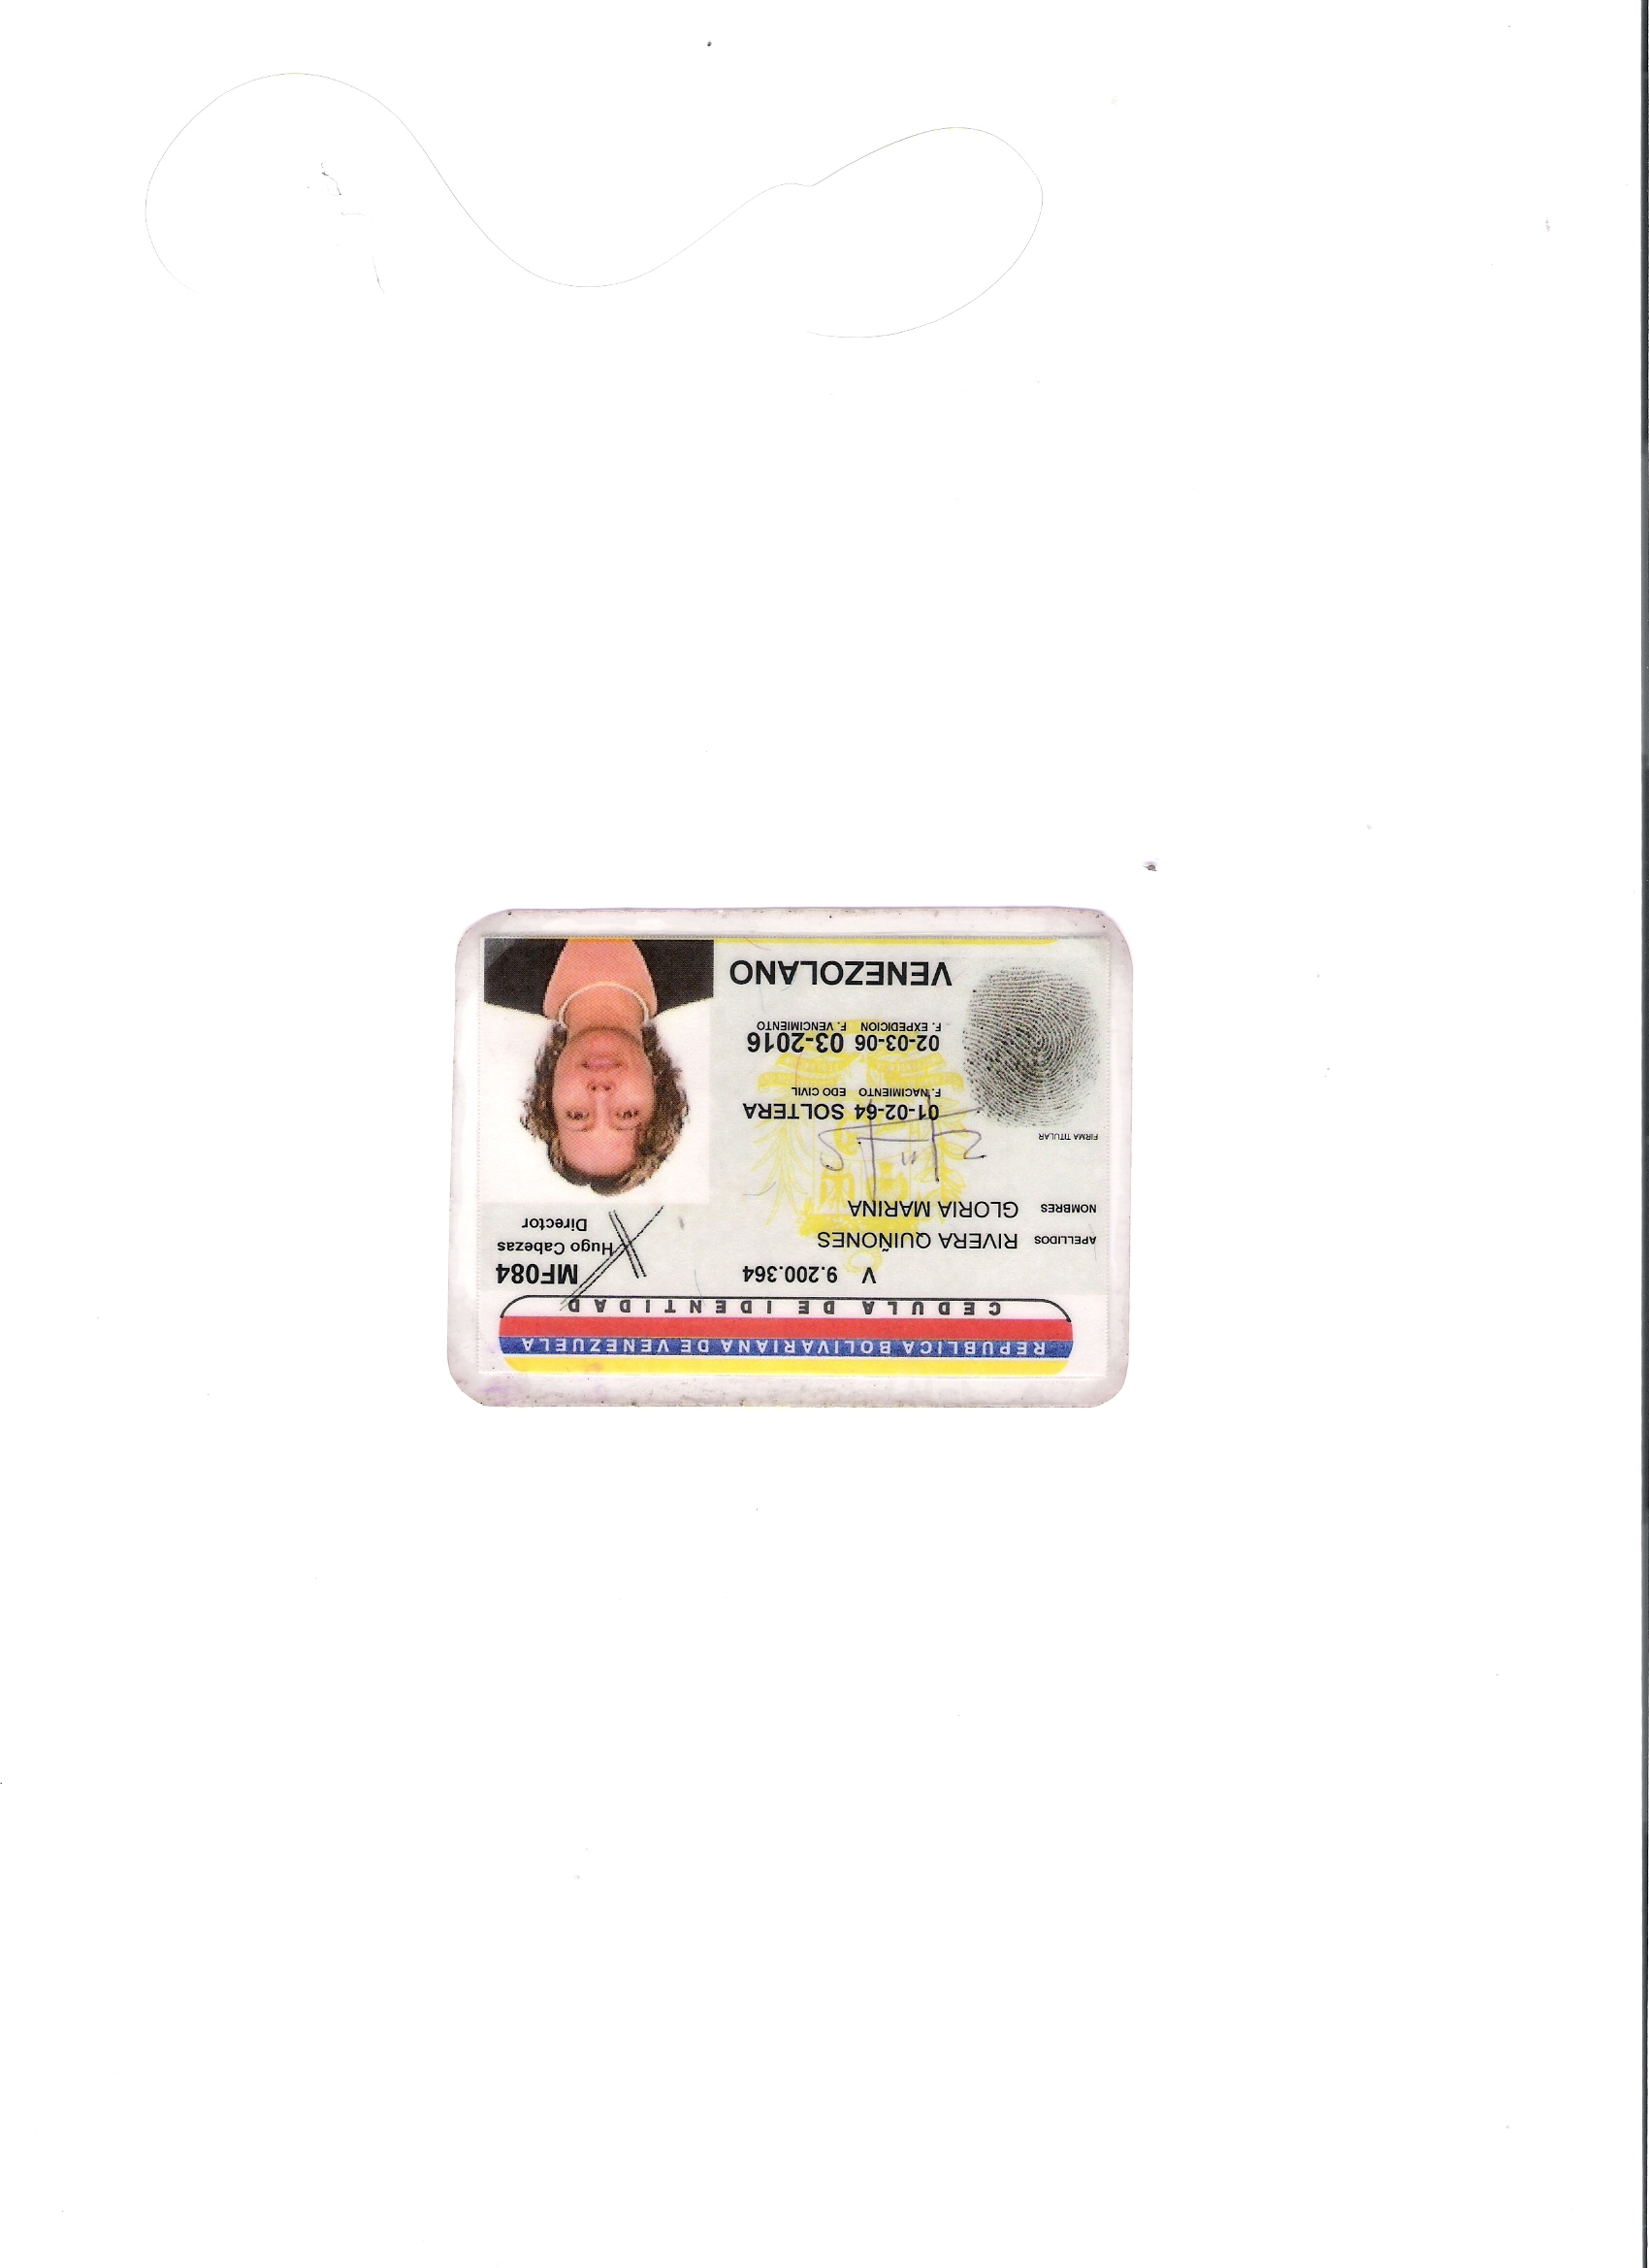 REPUBLICA BOLIVARIANA DE VENEZUELA
CEDULA DE IDENTIDAD
V 9.200.364 MF084
APELLIDOS RIVERA QUIÑONES Hugo Cabezas
NOMBRES GLORIA MARINA Director
FIRMA TITULAR
01-02-64 SOLTERA
F. NACIMIENTO EDO CIVIL
02-03-06 03-2016
F. EXPEDICION F. VENCIMIENTO
VENEZOLANO